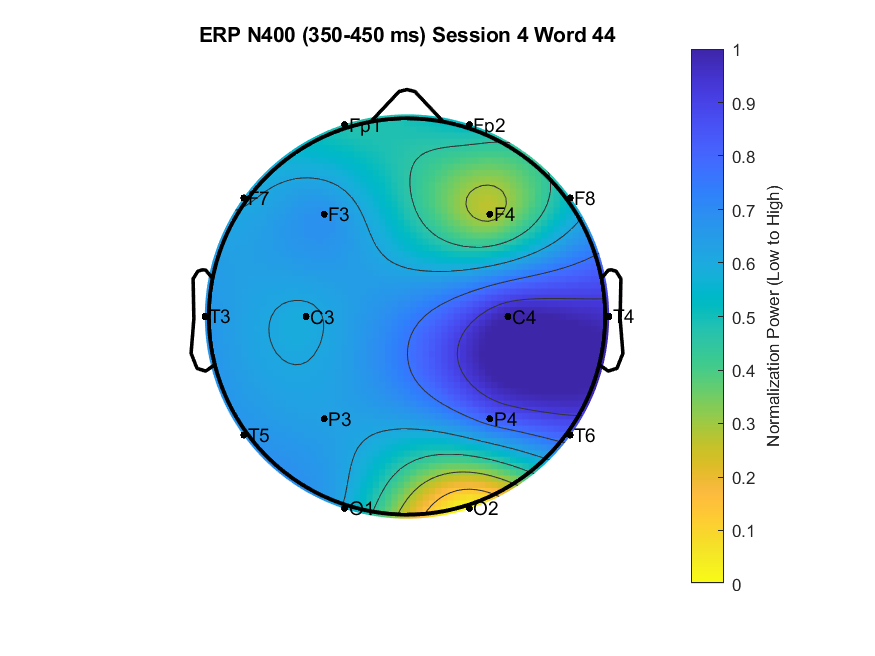 ERP N400 (350-450 ms) Session 4 Word 44
Fp1 Fp2
F7 F3 F4 F8
T3 C3 C4 T4
T5 P3 P4 T6
O1 O2
1
0.9
0.8
0.7
0.6
0.5
0.4
0.3
0.2
0.1
0
Normalization Power (Low to High)